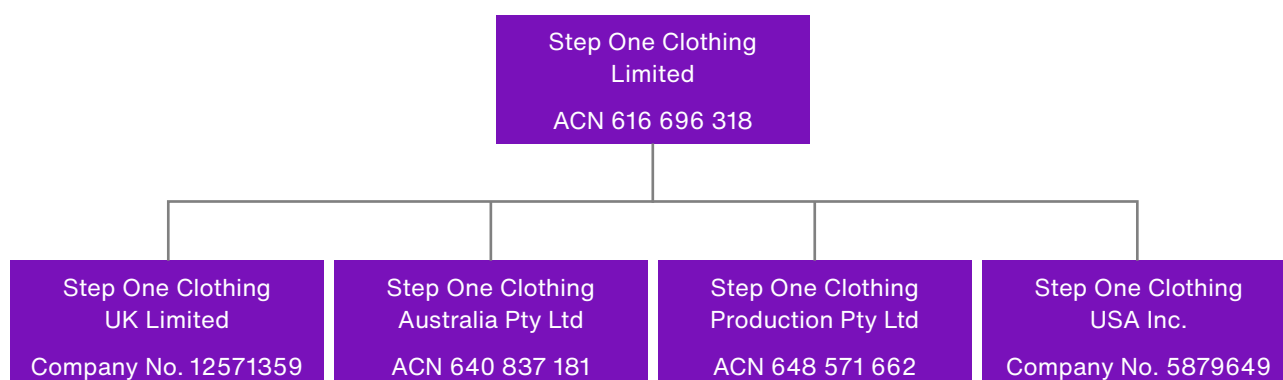 Step One Clothing
Limited
ACN 616 696 318
Step One Clothing
UK Limited
Company No. 12571359
Step One Clothing
Australia Pty Ltd
ACN 640 837 181
Step One Clothing
Production Pty Ltd
ACN 648 571 662
Step One Clothing
USA Inc.
Company No. 5879649